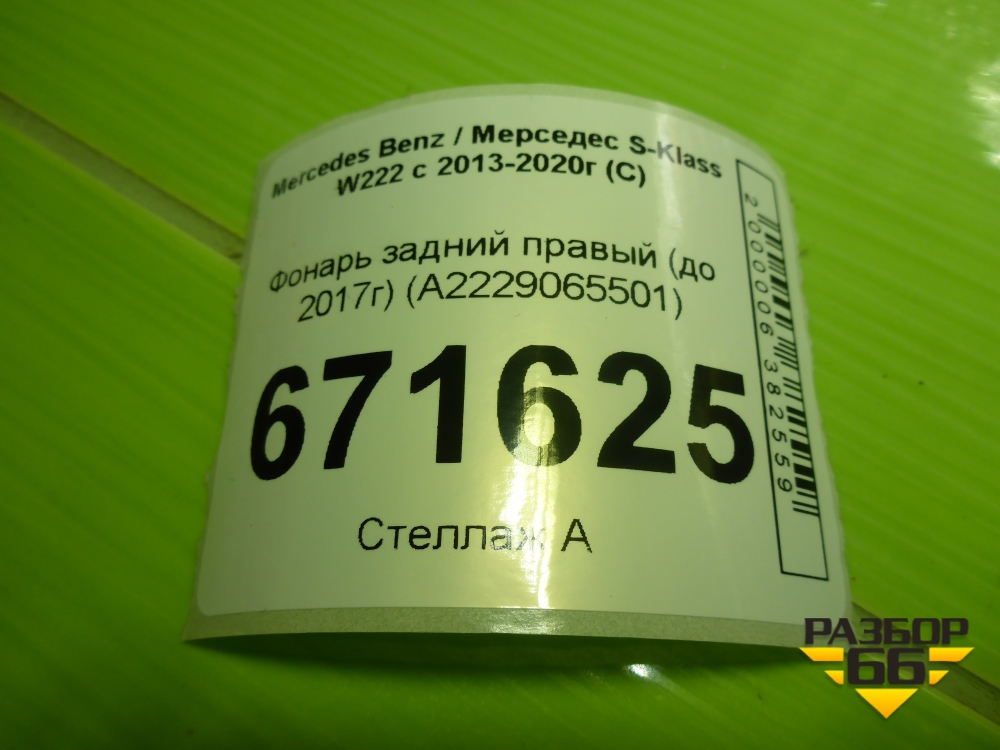 Mercedes Benz / Мерседес S-Klass
W222 с 2013-2020г (С)
Фонарь задний правый (до
2017г) (A2229065501)
671625
Стеллаж А
2000006382559
РАЗБОР
66